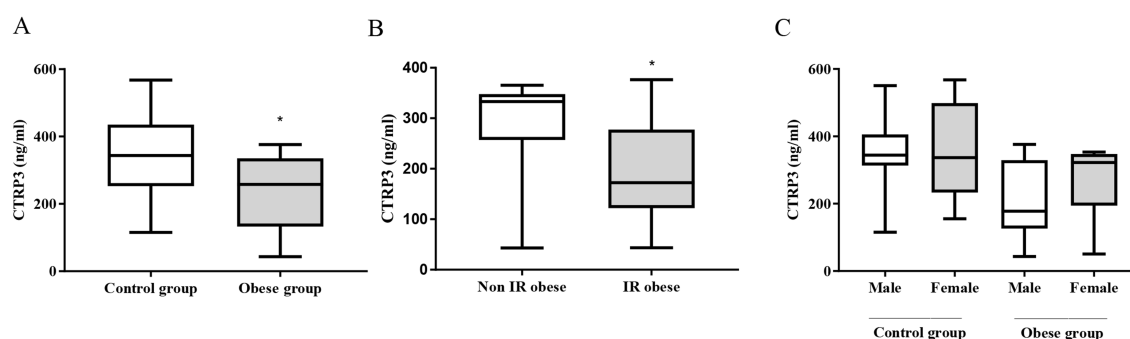 A
CTRP3 (ng/ml)
600
400
200
0
*
Control group
Obese group
B
CTRP3 (ng/ml)
400
300
200
100
0
*
Non IR obese
IR obese
C
CTRP3 (ng/ml)
600
400
200
0
Male
Female
Male
Female
Control group
Obese group